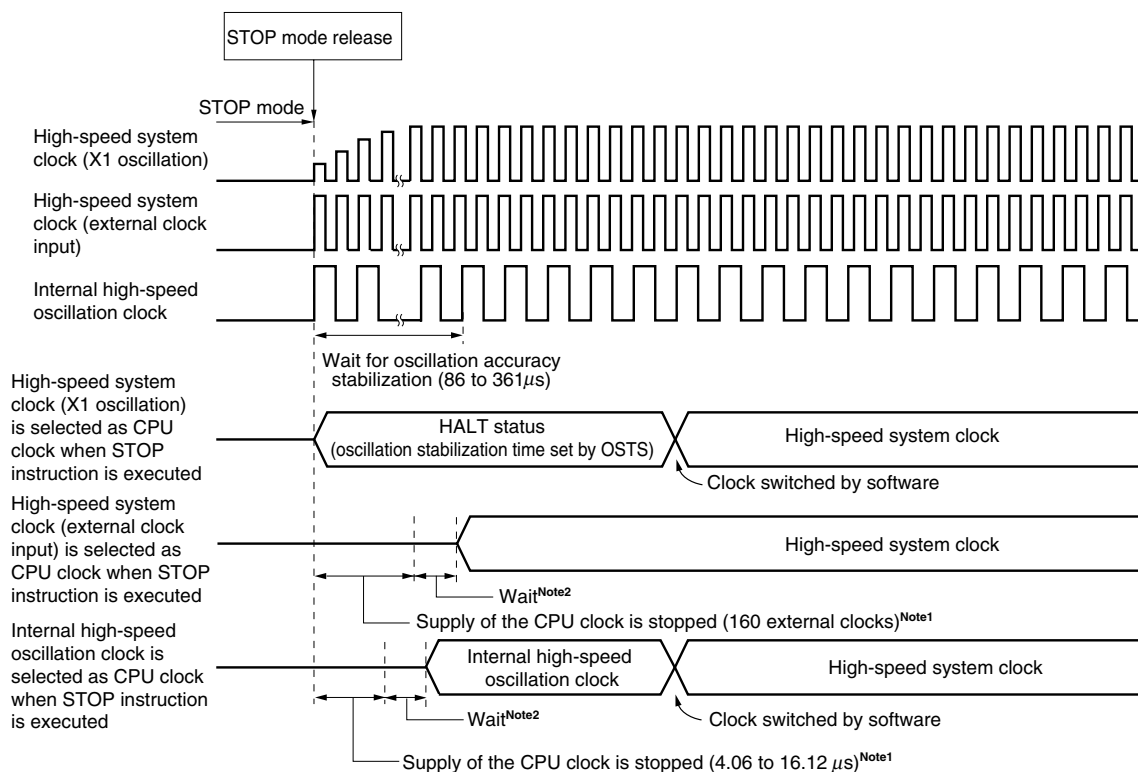 STOP mode release
STOP mode
High-speed system
clock (X1 oscillation)
High-speed system
clock (external clock
input)
Internal high-speed
oscillation clock
Wait for oscillation accuracy
stabilization (86 to 361μs)
High-speed system
clock (X1 oscillation)
is selected as CPU
clock when STOP
instruction is executed
HALT status
(oscillation stabilization time set by OSTS)
High-speed system clock
Clock switched by software
High-speed system
clock (external clock
input) is selected as
CPU clock when STOP
instruction is executed
High-speed system clock
WaitNote2
Supply of the CPU clock is stopped (160 external clocks)Note1
Internal high-speed
oscillation clock is
selected as CPU clock
when STOP instruction
is executed
Internal high-speed
oscillation clock
High-speed system clock
WaitNote2
Clock switched by software
Supply of the CPU clock is stopped (4.06 to 16.12 μs)Note1